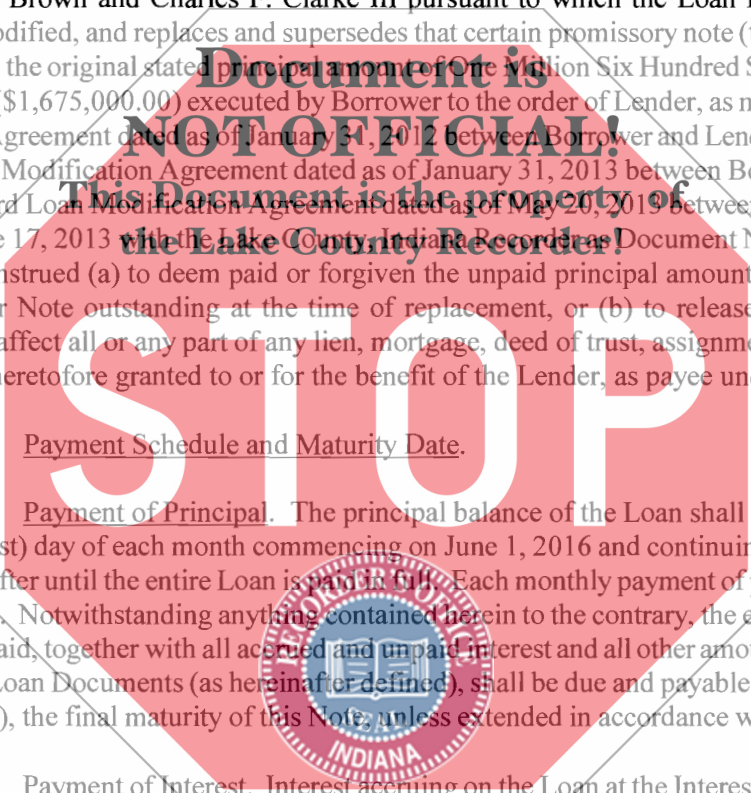 Brown and Charles F. Clarke III pursuant to which the Loan
odified, and replaces and supersedes that certain promissory note (
Document is
the original stated principal amount of One Million Six Hundred S
($1,675,000.00) executed by Borrower to the order of Lender, as
NOT OFFICIAL!
Agreement dated as of January 31, 2012 between Borrower and Lend
Modification Agreement dated as of January 31, 2013 between Bo
This Document is the property of
rd Loan Modification Agreement dated as of May 20, 2013 between
the Lake County, Indiana Recorder!
e 17, 2013 with the Lake County, Indiana Recorder as Document N
nstrued (a) to deem paid or forgiven the unpaid principal amount
r Note outstanding at the time of replacement, or (b) to release
affect all or any part of any lien, mortgage, deed of trust, assignme
heretofore granted to or for the benefit of the Lender, as payee un
STOP
Payment Schedule and Maturity Date.
Payment of Principal. The principal balance of the Loan shall
st) day of each month commencing on June 1, 2016 and continuin
fter until the entire Loan is paid in full. Each monthly payment of
. Notwithstanding anything contained herein to the contrary, the e
aid, together with all accrued and unpaid interest and all other amo
Loan Documents (as hereinafter defined), shall be due and payable
), the final maturity of this Note, unless extended in accordance w
RECORDER'S OFFICE
SEAL
INDIANA
Payment of Interest. Interest accruing on the Loan at the Interes